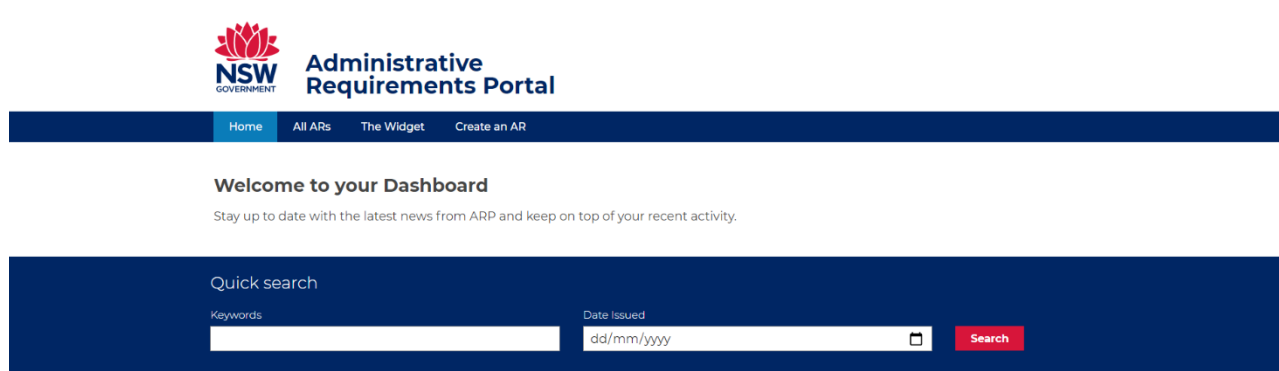 NSW
GOVERNMENT
Administrative
Requirements Portal
Home All ARs The Widget Create an AR
Welcome to your Dashboard
Stay up to date with the latest news from ARP and keep on top of your recent activity.
Quick search
Keywords Date Issued
dd/mm/yyyy Search